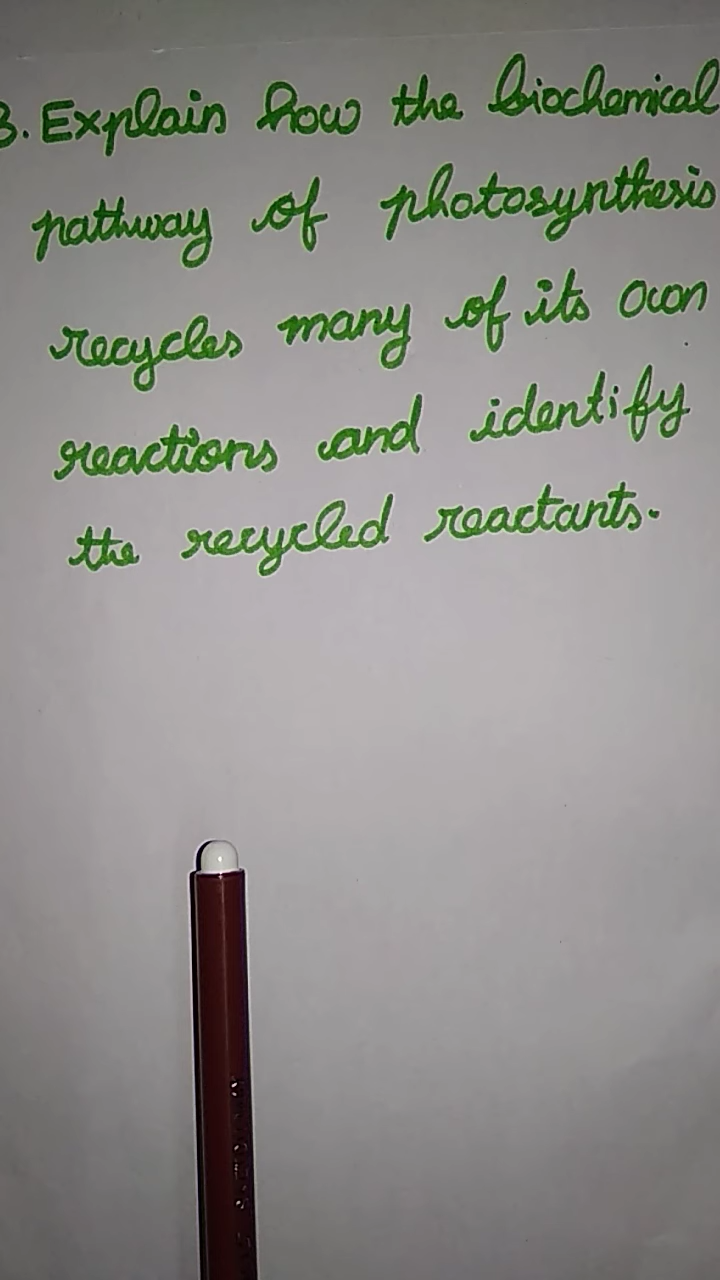 3. Explain how the biochemical
pathway of photosynthesis
recycles many of its own
reactions and identify
the recycled reactants.